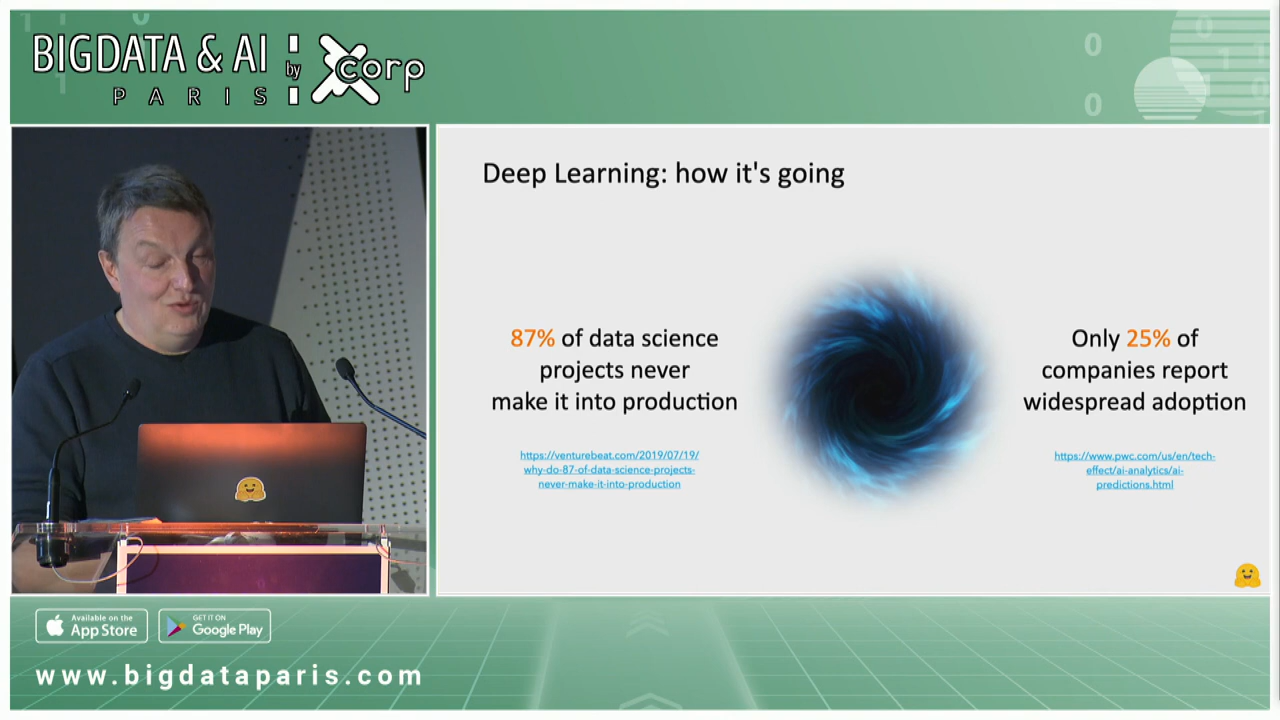 BIGDATA & AI by Xcorp
PARIS
Deep Learning: how it's going
87% of data science
projects never
make it into production
https://venturebeat.com/2019/07/19/
why-do-87-of-data-science-projects-
never-make-it-into-production
Only 25% of
companies report
widespread adoption
https://www.pwc.com/us/en/tech-
effect/ai-analytics/ai-
predictions.html
Available on the
App Store
GET IT ON
Google Play
www.bigdataparis.com